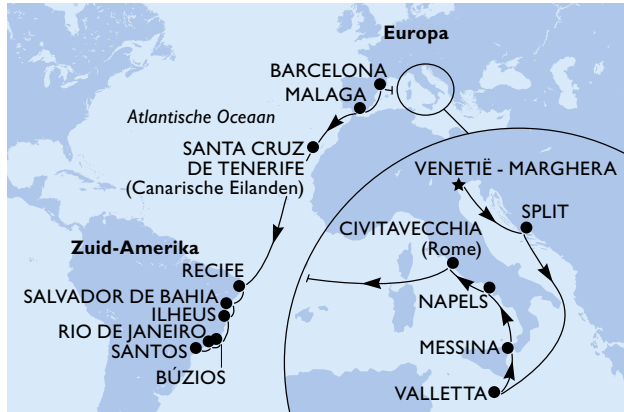 Europa
BARCELONA
MALAGA
Atlantische Oceaan
SANTA CRUZ
DE TENERIFE
(Canarische Eilanden)
VENETIË - MARGHERA
SPLIT
CIVITAVECCHIA
(Rome)
NAPELS
MESSINA
VALLETTA
Zuid-Amerika
RECIFE
SALVADOR DE BAHIA
ILHEUS
RIO DE JANEIRO
SANTOS
BÚZIOS